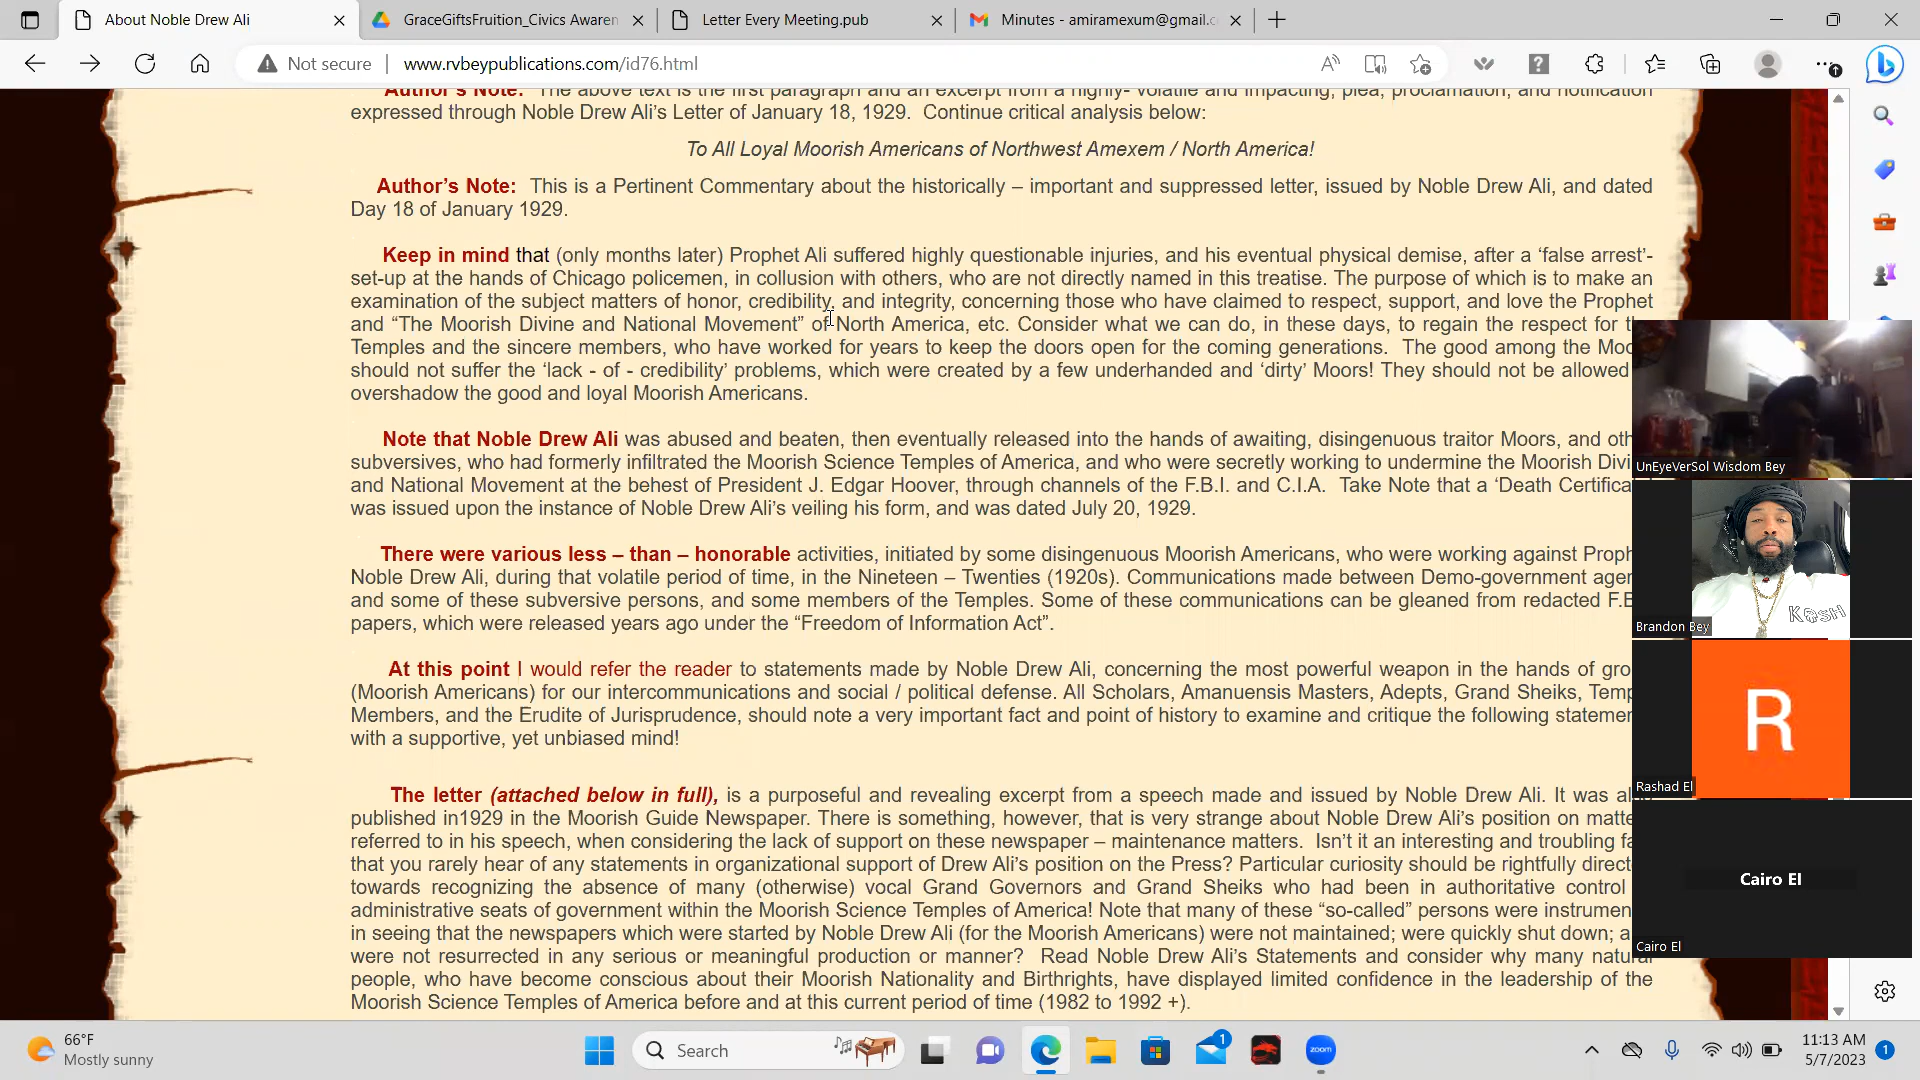 About Noble Drew Ali
GraceGiftsFruition_Civics Awaren
Letter Every Meeting.pub
Minutes - amiramexum@gmail.c
Not secure
www.rvbeypublications.com/id76.html
Author's Note: The above text is the first paragraph and an excerpt from a highly- volatile and impacting, plea, proclamation, and notification
expressed through Noble Drew Ali's Letter of January 18, 1929. Continue critical analysis below:
To All Loyal Moorish Americans of Northwest Amexem / North America!
Author's Note: This is a Pertinent Commentary about the historically – important and suppressed letter, issued by Noble Drew Ali, and dated
Day 18 of January 1929.
Keep in mind that (only months later) Prophet Ali suffered highly questionable injuries, and his eventual physical demise, after a 'false arrest'-
set-up at the hands of Chicago policemen, in collusion with others, who are not directly named in this treatise. The purpose of which is to make an
examination of the subject matters of honor, credibility, and integrity, concerning those who have claimed to respect, support, and love the Prophet
and "The Moorish Divine and National Movement" of North America, etc. Consider what we can do, in these days, to regain the respect for t
Temples and the sincere members, who have worked for years to keep the doors open for the coming generations. The good among the Moo
should not suffer the 'lack - of - credibility' problems, which were created by a few underhanded and 'dirty' Moors! They should not be allowed
overshadow the good and loyal Moorish Americans.
Note that Noble Drew Ali was abused and beaten, then eventually released into the hands of awaiting, disingenuous traitor Moors, and oth
subversives, who had formerly infiltrated the Moorish Science Temples of America, and who were secretly working to undermine the Moorish Divi
and National Movement at the behest of President J. Edgar Hoover, through channels of the F.B.I. and C.I.A. Take Note that a 'Death Certifica
was issued upon the instance of Noble Drew Ali's veiling his form, and was dated July 20, 1929.
There were various less – than – honorable activities, initiated by some disingenuous Moorish Americans, who were working against Proph
Noble Drew Ali, during that volatile period of time, in the Nineteen – Twenties (1920s). Communications made between Demo-government agen
and some of these subversive persons, and some members of the Temples. Some of these communications can be gleaned from redacted F.B
papers, which were released years ago under the "Freedom of Information Act".
At this point I would refer the reader to statements made by Noble Drew Ali, concerning the most powerful weapon in the hands of gro
(Moorish Americans) for our intercommunications and social / political defense. All Scholars, Amanuensis Masters, Adepts, Grand Sheiks, Temp
Members, and the Erudite of Jurisprudence, should note a very important fact and point of history to examine and critique the following statemen
with a supportive, yet unbiased mind!
The letter (attached below in full), is a purposeful and revealing excerpt from a speech made and issued by Noble Drew Ali. It was al
published in1929 in the Moorish Guide Newspaper. There is something, however, that is very strange about Noble Drew Ali's position on matte
referred to in his speech, when considering the lack of support on these newspaper – maintenance matters. Isn't it an interesting and troubling fa
that you rarely hear of any statements in organizational support of Drew Ali's position on the Press? Particular curiosity should be rightfully direct
towards recognizing the absence of many (otherwise) vocal Grand Governors and Grand Sheiks who had been in authoritative control
administrative seats of government within the Moorish Science Temples of America! Note that many of these "so-called" persons were instrumen
in seeing that the newspapers which were started by Noble Drew Ali (for the Moorish Americans) were not maintained; were quickly shut down; a
were not resurrected in any serious or meaningful production or manner? Read Noble Drew Ali's Statements and consider why many natur
people, who have become conscious about their Moorish Nationality and Birthrights, have displayed limited confidence in the leadership of the
Moorish Science Temples of America before and at this current period of time (1982 to 1992 +).
UnEyeVerSol Wisdom Bey
Brandon Bey
R
Rashad El
Cairo El
Cairo El
66°F
Mostly sunny
Search
1
zoom
11:13 AM
5/7/2023
1